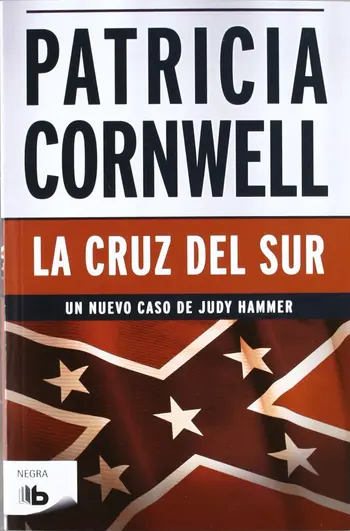 PATRICIA
CORNWELL
LA CRUZ DEL SUR
UN NUEVO CASO DE JUDY HAMMER
NEGRA
b